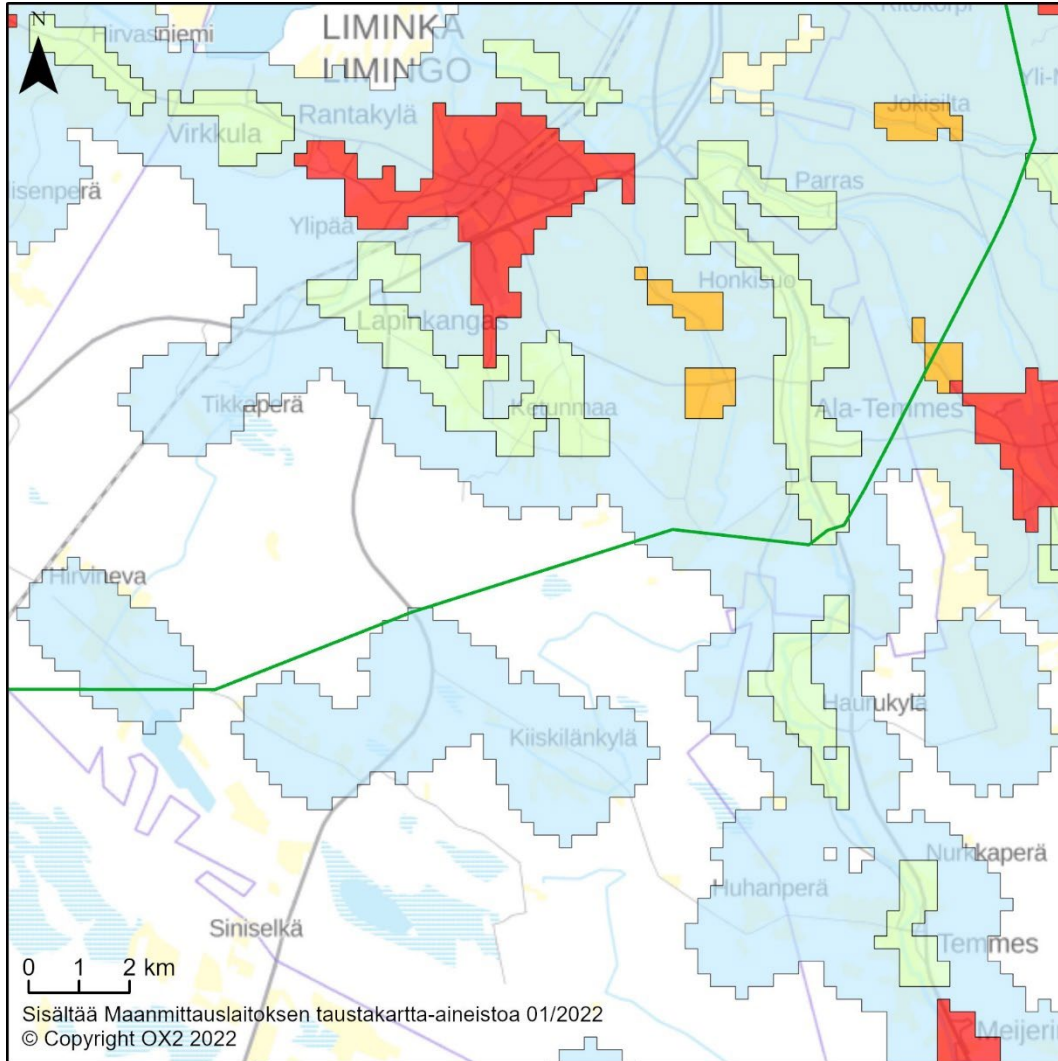 N
LIMINKA
LIMINGO
Rantakylä
Virkkula
Jokisilta
Parras
Ylipää
Honkisuo
Lapinkangas
Tikkaperä
Ketunmaa
Ala-Temmes
Hirvineva
Haurukylä
Kiiskilänkylä
Nurkkaperä
Huhanperä
Siniselkä
Temmes
0 1 2 km
Sisältää Maanmittauslaitoksen taustakartta-aineistoa 01/2022
© Copyright OX2 2022